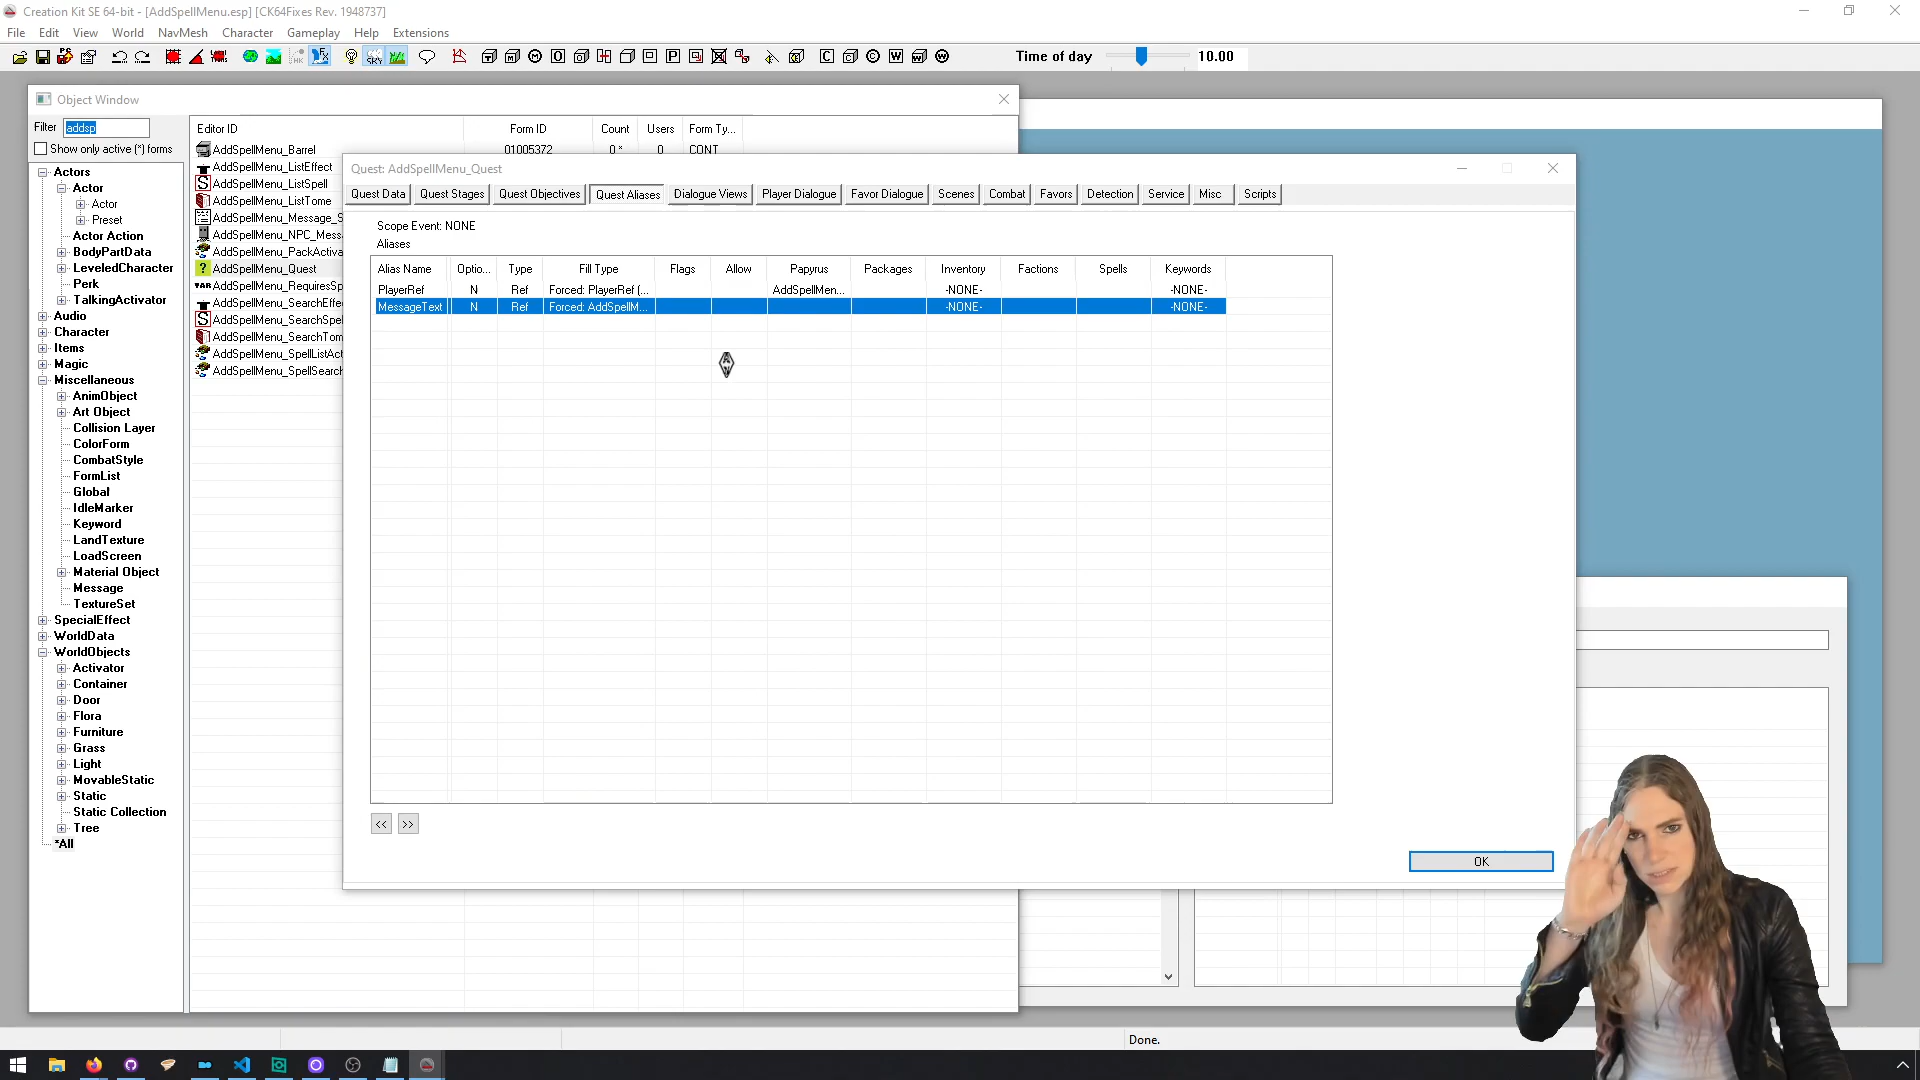 Creation Kit SE 64-bit - [AddSpellMenu.esp] [CK64Fixes Rev. 1948737]
File Edit View World NavMesh Character Gameplay Help Extensions
Time of day 10.00
Object Window
Filter addsp
Show only active (*) forms
Editor ID Form ID Count Users Form Ty...
AddSpellMenu_Barrel 01005372 0 * 0 CONT
AddSpellMenu_ListEffect
AddSpellMenu_ListSpell
AddSpellMenu_ListTome
AddSpellMenu_Message_S
AddSpellMenu_NPC_Mess
AddSpellMenu_PackActiva
AddSpellMenu_Quest
AddSpellMenu_RequiresSp
AddSpellMenu_SearchEffe
AddSpellMenu_SearchSpel
AddSpellMenu_SearchTom
AddSpellMenu_SpellListAct
AddSpellMenu_SpellSearch
Actors
Actor
Actor
Preset
Actor Action
BodyPartData
LeveledCharacter
Perk
TalkingActivator
Audio
Character
Items
Magic
Miscellaneous
AnimObject
Art Object
Collision Layer
ColorForm
CombatStyle
FormList
Global
IdleMarker
Keyword
LandTexture
LoadScreen
Material Object
Message
TextureSet
SpecialEffect
WorldData
WorldObjects
Activator
Container
Door
Flora
Furniture
Grass
Light
MovableStatic
Static
Static Collection
Tree
*All
Quest: AddSpellMenu_Quest
Quest Data Quest Stages Quest Objectives Quest Aliases Dialogue Views Player Dialogue Favor Dialogue Scenes Combat Favors Detection Service Misc Scripts
Scope Event: NONE
Aliases
Alias Name Optio... Type Fill Type Flags Allow Papyrus Packages Inventory Factions Spells Keywords
PlayerRef N Ref Forced: PlayerRef (... AddSpellMen... -NONE- -NONE-
MessageText N Ref Forced: AddSpellM... -NONE- -NONE-
<< >>
OK
Done.